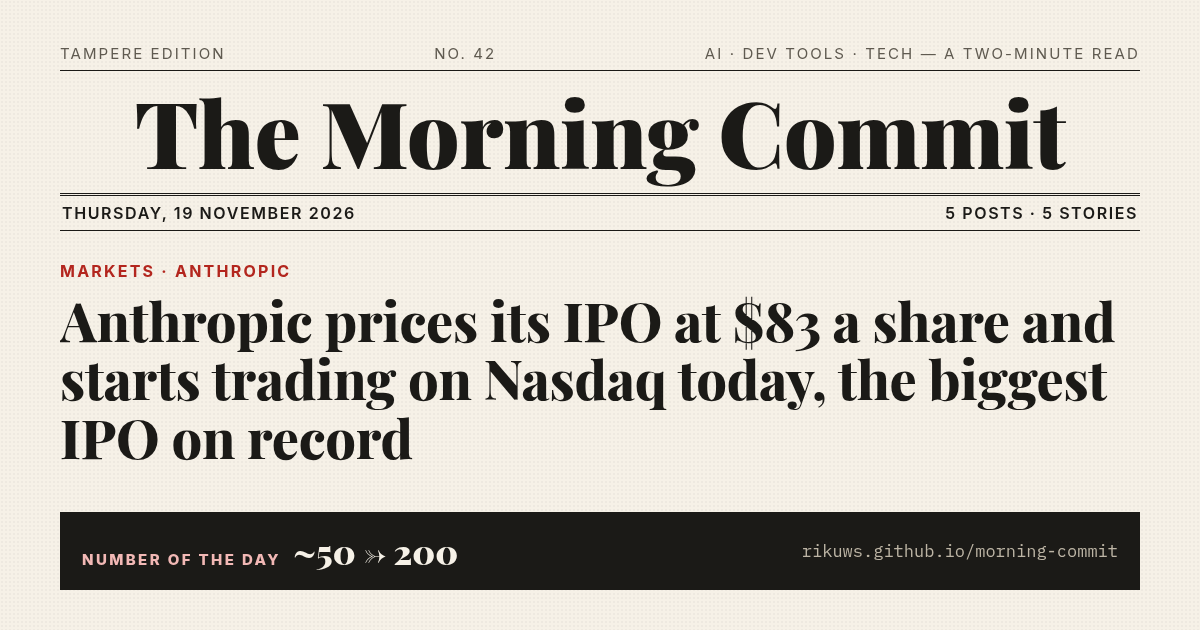 TAMPERE EDITION NO. 42 AI · DEV TOOLS · TECH — A TWO-MINUTE READ
The Morning Commit
THURSDAY, 19 NOVEMBER 2026 5 POSTS · 5 STORIES
MARKETS · ANTHROPIC
Anthropic prices its IPO at $83 a share and
starts trading on Nasdaq today, the biggest
IPO on record
NUMBER OF THE DAY ~50 → 200 rikuws.github.io/morning-commit